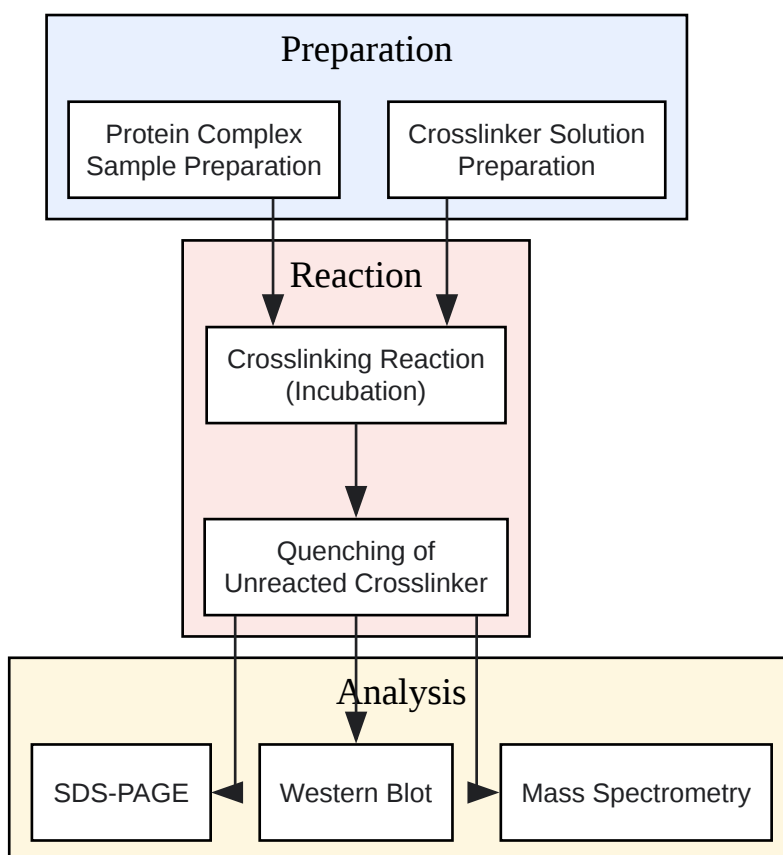 Preparation
Protein Complex
Sample Preparation
Crosslinker Solution
Preparation
Reaction
Crosslinking Reaction
(Incubation)
Quenching of
Unreacted Crosslinker
Analysis
SDS-PAGE
Western Blot
Mass Spectrometry